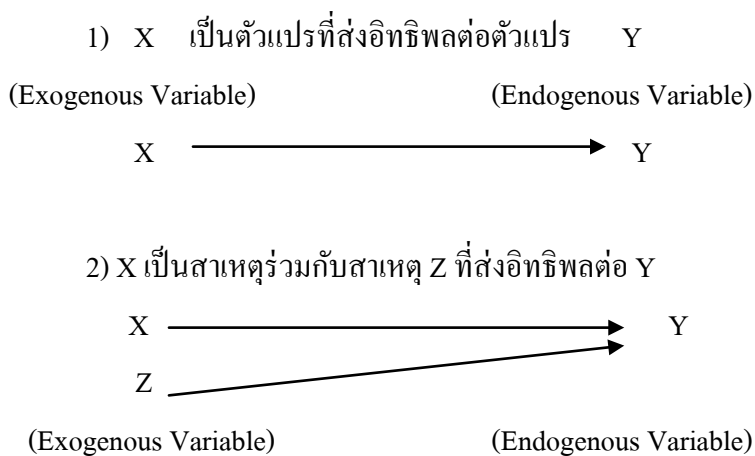 1) X เป็นตัวแปรที่ส่งอิทธิพลต่อตัวแปร Y
(Exogenous Variable) (Endogenous Variable)
X Y
2) X เป็นสาเหตุร่วมกับสาเหตุ Z ที่ส่งอิทธิพลต่อ Y
X Y
Z
(Exogenous Variable) (Endogenous Variable)